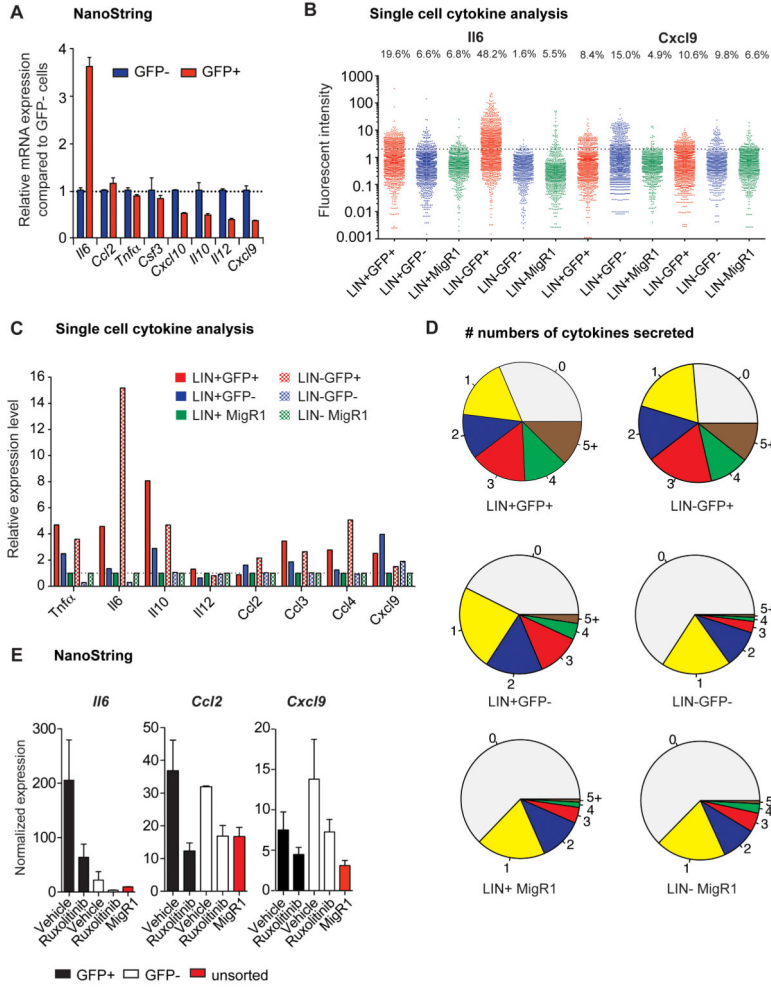 A NanoString
Relative mRNA expression
compared to GFP- cells
GFP- GFP+
4
3
2
1
0
Il6 Ccl2 Tnfα Csf3 Cxcl10 Il10 Il12 Cxcl9
B Single cell cytokine analysis
Il6 Cxcl9
19.6% 6.6% 6.8% 48.2% 1.6% 5.5% 8.4% 15.0% 4.9% 10.6% 9.8% 6.6%
Fluorescent intensity
1000
100
10
1.0
0.1
0.01
0.001
LIN+GFP+ LIN+GFP- LIN+MigR1 LIN-GFP+ LIN-GFP- LIN-MigR1 LIN+GFP+ LIN+GFP- LIN+MigR1 LIN-GFP+ LIN-GFP- LIN-MigR1
C Single cell cytokine analysis
Relative expression level
16
14
12
10
8
6
4
2
0
LIN+GFP+ LIN-GFP+
LIN+GFP- LIN-GFP-
LIN+ MigR1 LIN- MigR1
Tnfα Il6 Il10 Il12 Ccl2 Ccl3 Ccl4 Cxcl9
D # numbers of cytokines secreted
0
1
2
3
4
5+
LIN+GFP+
0
1
2
3
4
5+
LIN-GFP+
0
1
2
3
4
5+
LIN+GFP-
0
1
2
3
4
5+
LIN-GFP-
0
1
2
3
4
5+
LIN+ MigR1
0
1
2
3
4
5
LIN- MigR1
E NanoString
Il6 Ccl2 Cxcl9
Normalized expression
300
200
100
0
Vehicle Ruxolitinib Vehicle Ruxolitinib MigR1
50
40
30
20
10
0
Vehicle Ruxolitinib Vehicle Ruxolitinib MigR1
20
15
10
5
0
Vehicle Ruxolitinib Vehicle Ruxolitinib MigR1
GFP+ GFP- unsorted